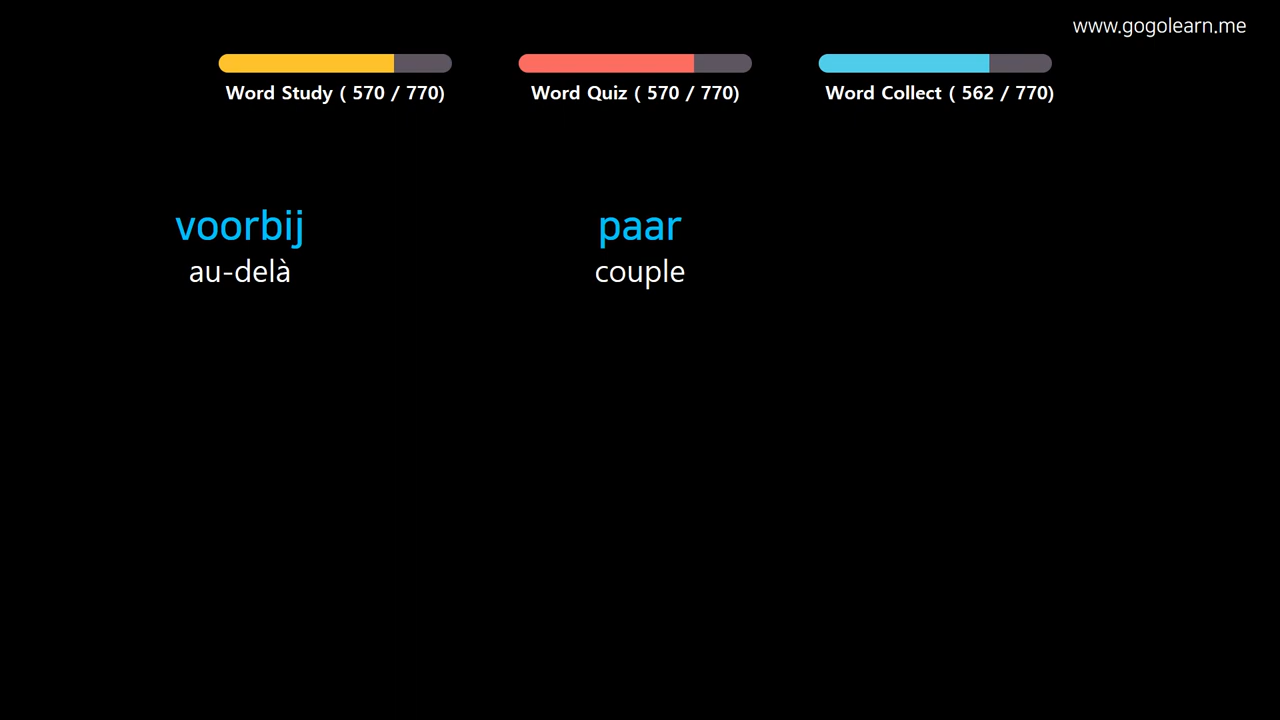 www.gogolearn.me
Word Study ( 570 / 770)
Word Quiz ( 570 / 770)
Word Collect ( 562 / 770)
voorbij
au-delà
paar
couple